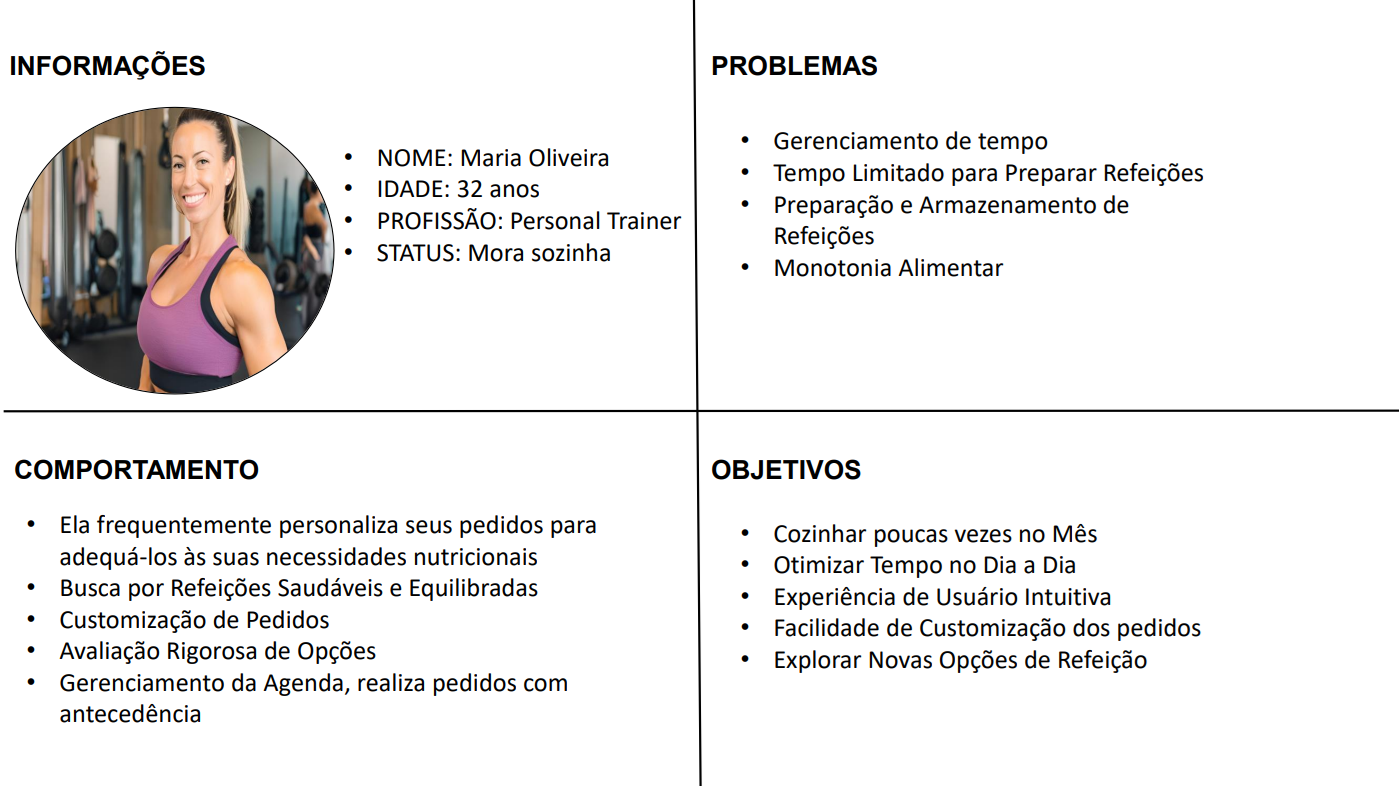 INFORMAÇÕES
• NOME: Maria Oliveira
• IDADE: 32 anos
• PROFISSÃO: Personal Trainer
• STATUS: Mora sozinha
PROBLEMAS
• Gerenciamento de tempo
• Tempo Limitado para Preparar Refeições
• Preparação e Armazenamento de
Refeições
• Monotonia Alimentar
COMPORTAMENTO
• Ela frequentemente personaliza seus pedidos para
adequá-los às suas necessidades nutricionais
• Busca por Refeições Saudáveis e Equilibradas
• Customização de Pedidos
• Avaliação Rigorosa de Opções
• Gerenciamento da Agenda, realiza pedidos com
antecedência
OBJETIVOS
• Cozinhar poucas vezes no Mês
• Otimizar Tempo no Dia a Dia
• Experiência de Usuário Intuitiva
• Facilidade de Customização dos pedidos
• Explorar Novas Opções de Refeição